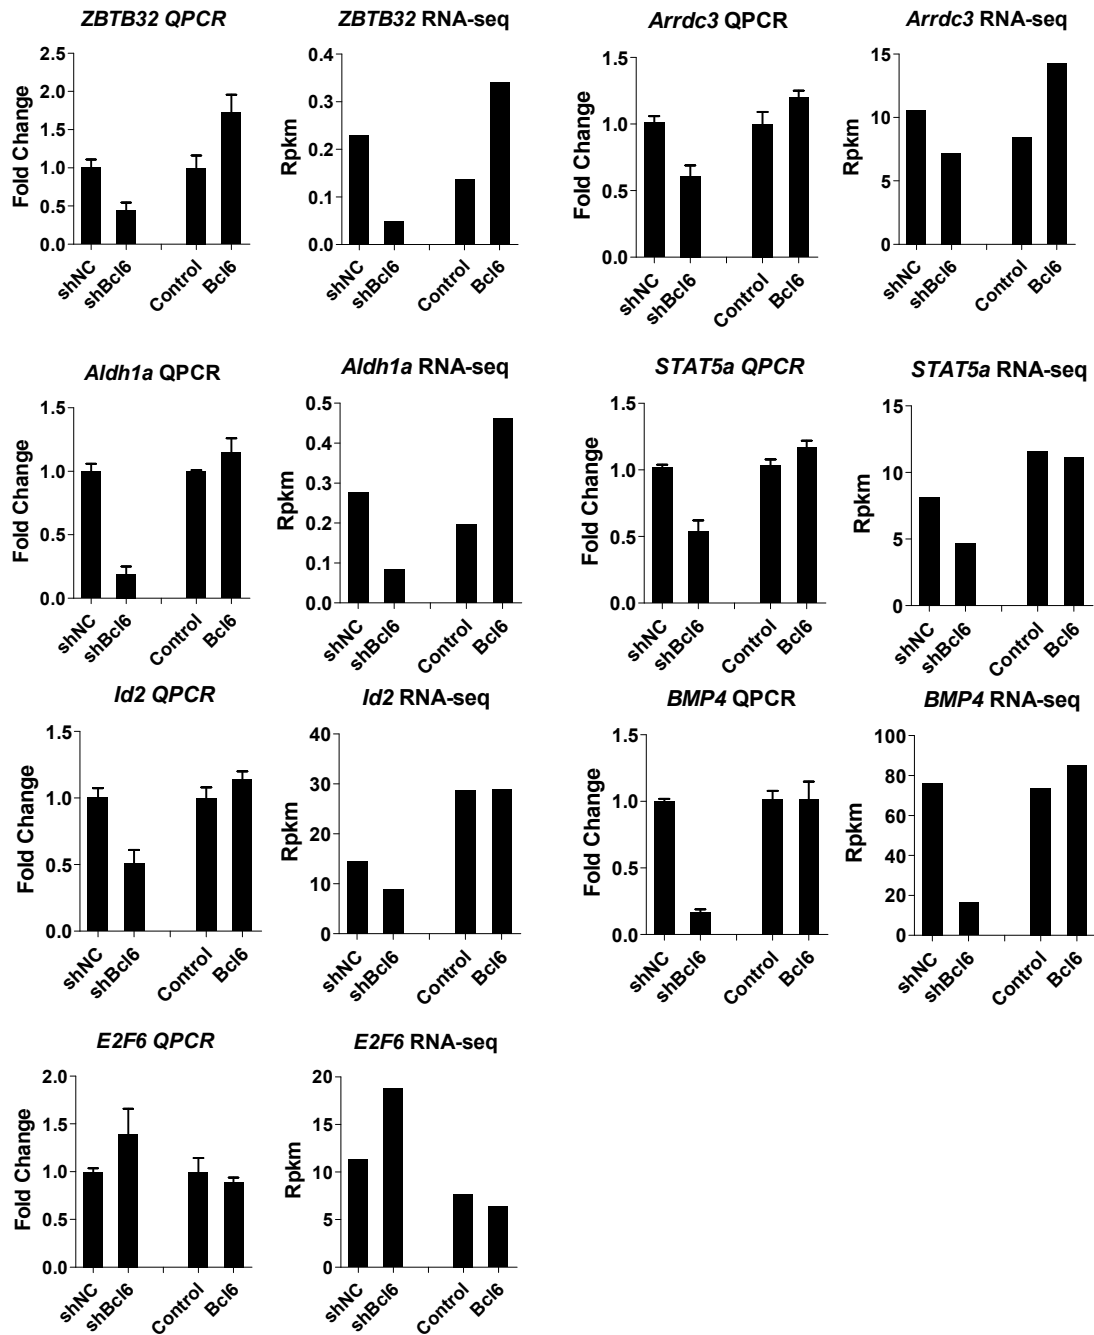 ZBTB32 QPCR
2.5
2.0
1.5
1.0
0.5
0.0
Fold Change
shNC
shBcl6
Control
Bcl6
ZBTB32 RNA-seq
0.4
0.3
0.2
0.1
0.0
Rpkm
shNC
shBcl6
Control
Bcl6
Arrdc3 QPCR
1.5
1.0
0.5
0.0
Fold Change
shNC
shBcl6
Control
Bcl6
Arrdc3 RNA-seq
15
10
5
0
Rpkm
shNC
shBcl6
Control
Bcl6
Aldh1a QPCR
1.5
1.0
0.5
0.0
Fold Change
shNC
shBcl6
Control
Bcl6
Aldh1a RNA-seq
0.5
0.4
0.3
0.2
0.1
0.0
Rpkm
shNC
shBcl6
Control
Bcl6
STAT5a QPCR
1.5
1.0
0.5
0.0
Fold Change
shNC
shBcl6
Control
Bcl6
STAT5a RNA-seq
15
10
5
0
Rpkm
shNC
shBcl6
Control
Bcl6
Id2 QPCR
1.5
1.0
0.5
0.0
Fold Change
shNC
shBcl6
Control
Bcl6
Id2 RNA-seq
40
30
20
10
0
Rpkm
shNC
shBcl6
Control
Bcl6
BMP4 QPCR
1.5
1.0
0.5
0.0
Fold Change
shNC
shBcl6
Control
Bcl6
BMP4 RNA-seq
100
80
60
40
20
0
Rpkm
shNC
shBcl6
Control
Bcl6
E2F6 QPCR
2.0
1.5
1.0
0.5
0.0
Fold Change
shNC
shBcl6
Control
Bcl6
E2F6 RNA-seq
20
15
10
5
0
Rpkm
shNC
shBcl6
Control
Bcl6